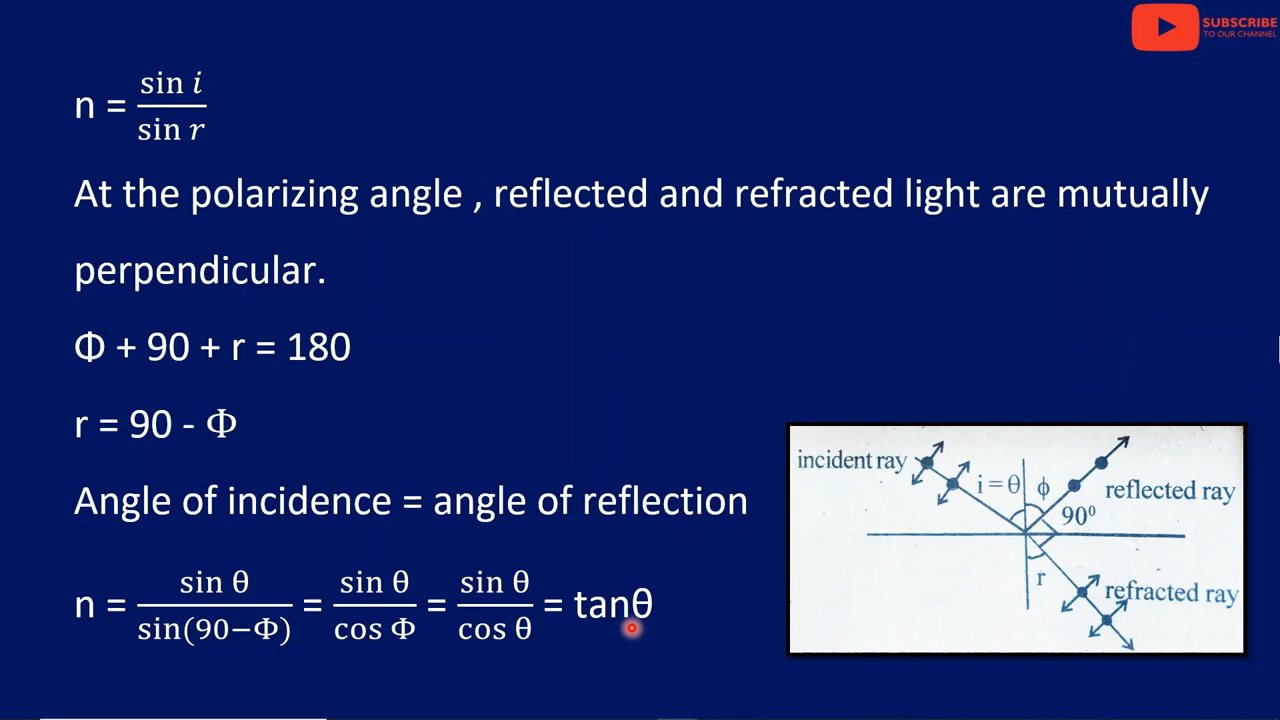 SUBSCRIBE
TO OUR CHANNEL
n = sin i / sin r
At the polarizing angle , reflected and refracted light are mutually
perpendicular.
Φ + 90 + r = 180
r = 90 - Φ
Angle of incidence = angle of reflection
n = sin θ / sin(90−Φ) = sin θ / cos Φ = sin θ / cos θ = tanθ
incident ray
i = θ
ϕ
reflected ray
90⁰
r
refracted ray